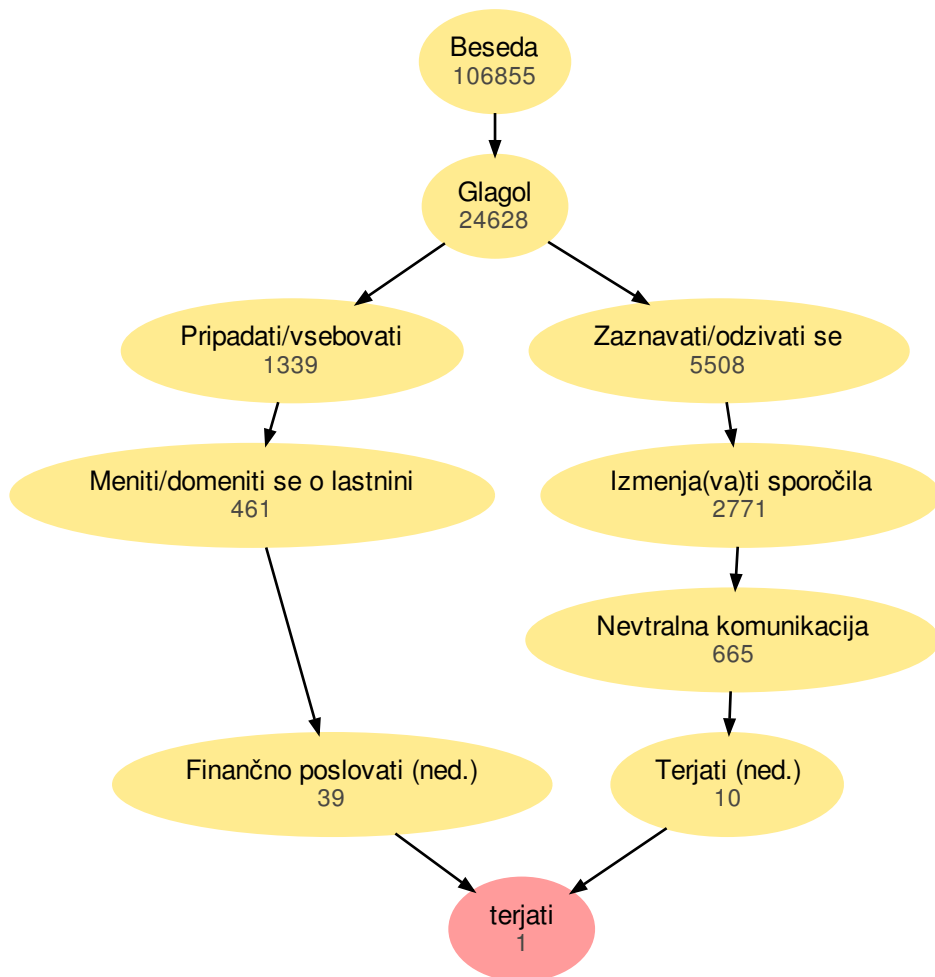 Beseda
106855
Glagol
24628
Pripadati/vsebovati
1339
Zaznavati/odzivati se
5508
Meniti/domeniti se o lastnini
461
Izmenja(va)ti sporočila
2771
Nevtralna komunikacija
665
Finančno poslovati (ned.)
39
Terjati (ned.)
10
terjati
1